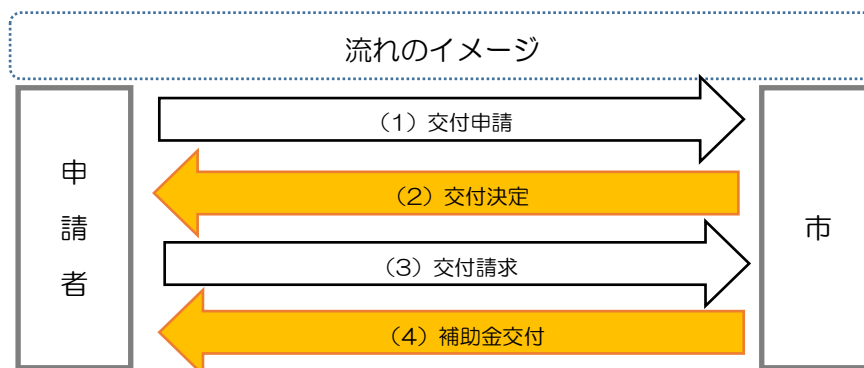 流れのイメージ
申請者
(1)交付申請
(2)交付決定
(3)交付請求
(4)補助金交付
市